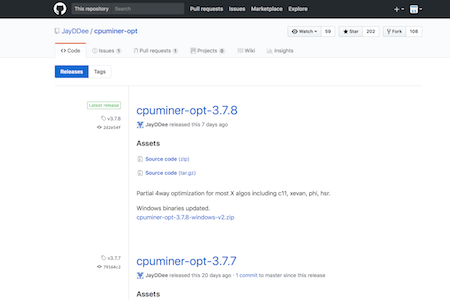 This repository Search Pull requests Issues Marketplace Explore
JayDDee / cpuminer-opt Watch 59 Star 202 Fork 108
Code Issues 1 Pull requests 1 Projects 0 Wiki Insights
Releases Tags
Latest release
cpuminer-opt-3.7.8
v3.7.8
JayDDee released this 7 days ago
Assets
Source code (zip)
Source code (tar.gz)
Partial 4way optimization for most X algos including c11, xevan, phi, hsr.
Windows binaries updated.
cpuminer-opt-3.7.8-windows-v2.zip
v3.7.7
cpuminer-opt-3.7.7
JayDDee released this 20 days ago · 1 commit to master since this release
Assets